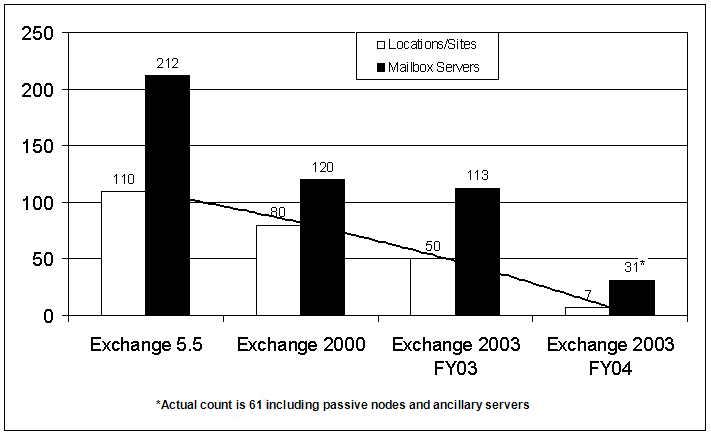 250
200
150
100
50
0
Locations/Sites
Mailbox Servers
110
212
80
120
50
113
7
31*
Exchange 5.5
Exchange 2000
Exchange 2003
FY03
Exchange 2003
FY04
*Actual count is 61 including passive nodes and ancillary servers